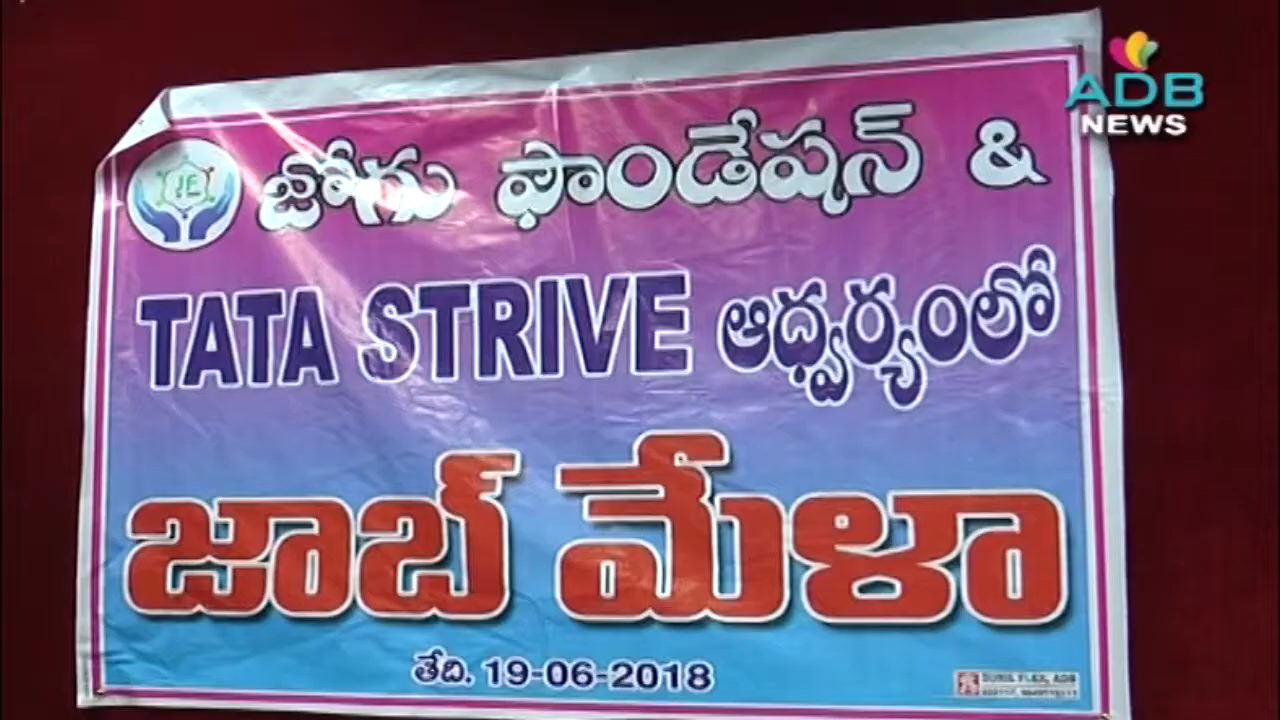 జోగు ఫౌండేషన్ &
TATA STRIVE ఆధ్వర్యంలో
జాబ్ మేళా
తేది. 19-06-2018
ADB
NEWS